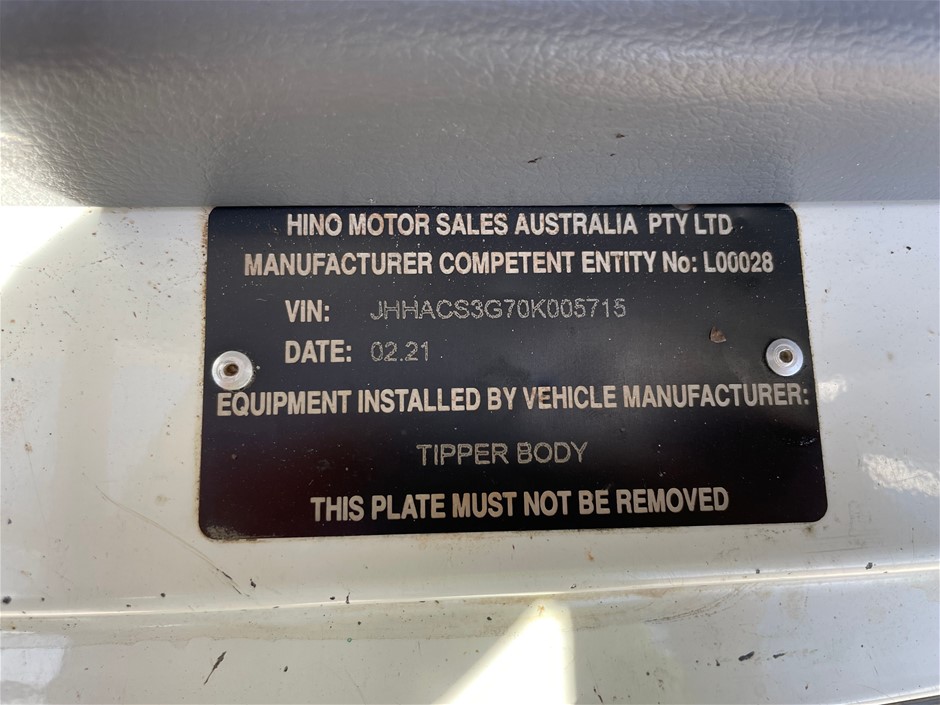 HINO MOTOR SALES AUSTRALIA PTY LTD
MANUFACTURER COMPETENT ENTITY No: L00028
VIN: JHHACS3G70K005715
DATE: 02.21
EQUIPMENT INSTALLED BY VEHICLE MANUFACTURER:
TIPPER BODY
THIS PLATE MUST NOT BE REMOVED